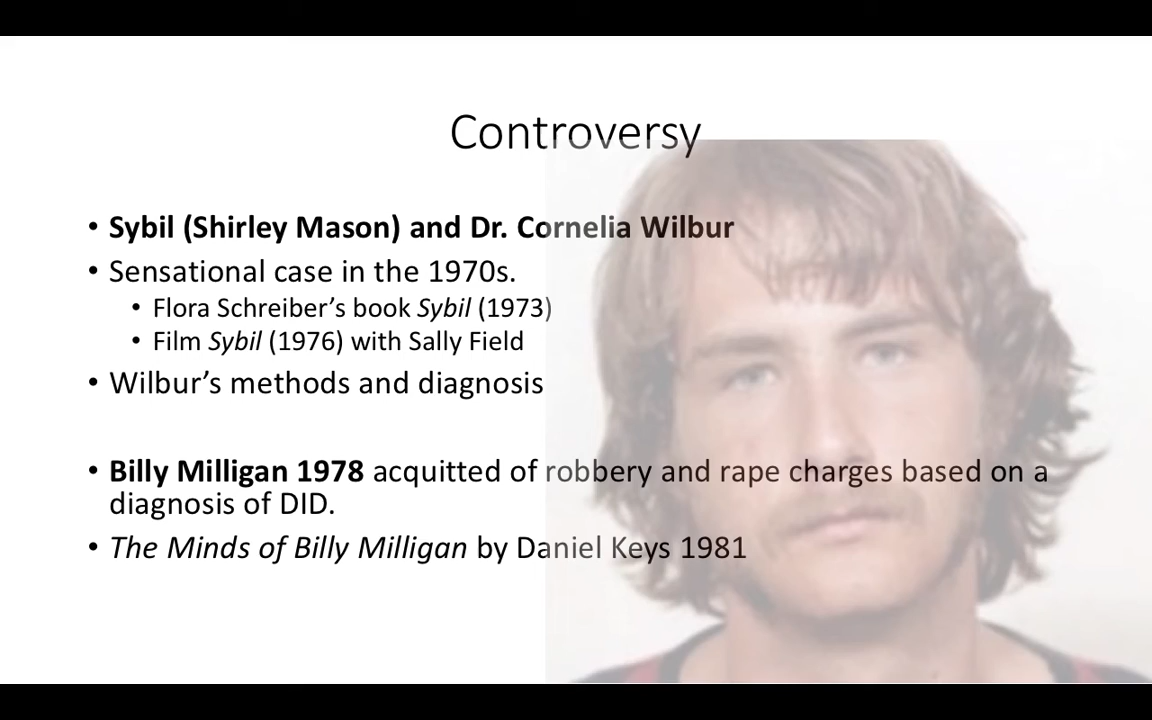 Controversy
• Sybil (Shirley Mason) and Dr. Cornelia Wilbur
• Sensational case in the 1970s.
• Flora Schreiber’s book Sybil (1973)
• Film Sybil (1976) with Sally Field
• Wilbur’s methods and diagnosis
• Billy Milligan 1978 acquitted of robbery and rape charges based on a
diagnosis of DID.
• The Minds of Billy Milligan by Daniel Keys 1981